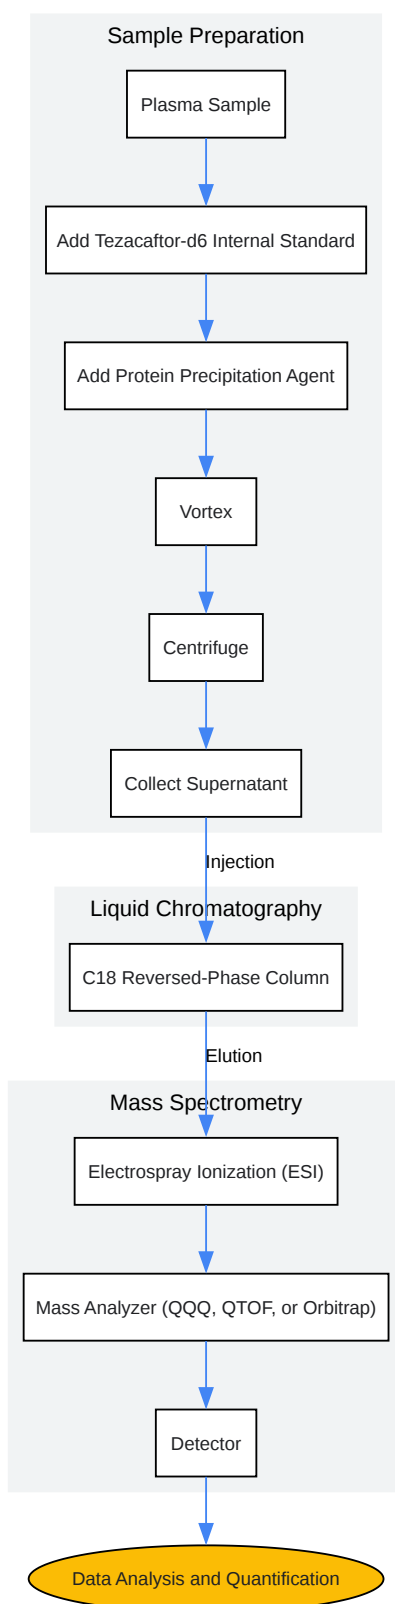 Sample Preparation
Plasma Sample
Add Tezacaftor-d6 Internal Standard
Add Protein Precipitation Agent
Vortex
Centrifuge
Collect Supernatant
Injection
Liquid Chromatography
C18 Reversed-Phase Column
Elution
Mass Spectrometry
Electrospray Ionization (ESI)
Mass Analyzer (QQQ, QTOF, or Orbitrap)
Detector
Data Analysis and Quantification